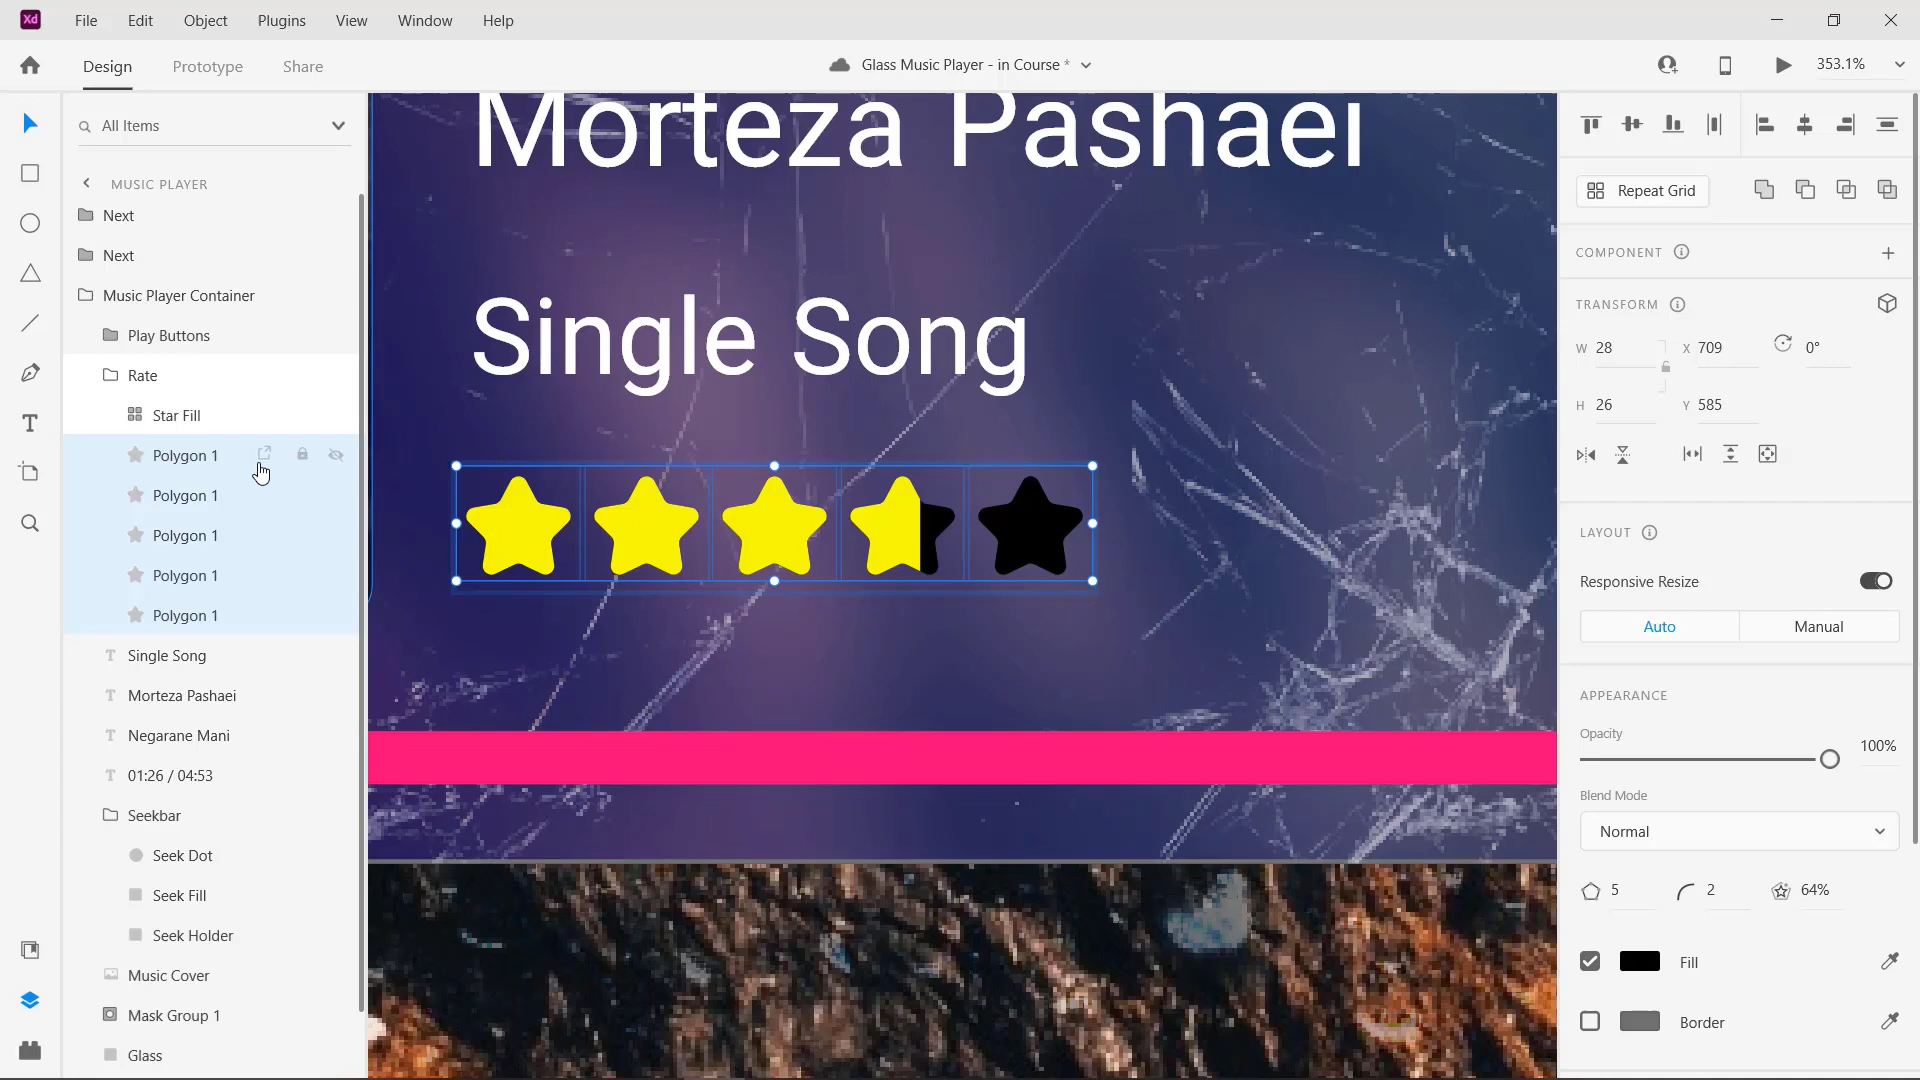 Xd File Edit Object Plugins View Window Help
Design Prototype Share Glass Music Player - in Course * 353.1%
All Items
MUSIC PLAYER
Next
Next
Music Player Container
Play Buttons
Rate
Star Fill
Polygon 1
Polygon 1
Polygon 1
Polygon 1
Polygon 1
Single Song
Morteza Pashaei
Negarane Mani
01:26 / 04:53
Seekbar
Seek Dot
Seek Fill
Seek Holder
Music Cover
Mask Group 1
Glass
Morteza Pashaei
Single Song
Repeat Grid
COMPONENT
TRANSFORM
W 28 X 709 0°
H 26 Y 585
LAYOUT
Responsive Resize
Auto Manual
APPEARANCE
Opacity
100%
Blend Mode
Normal
5 2 64%
Fill
Border